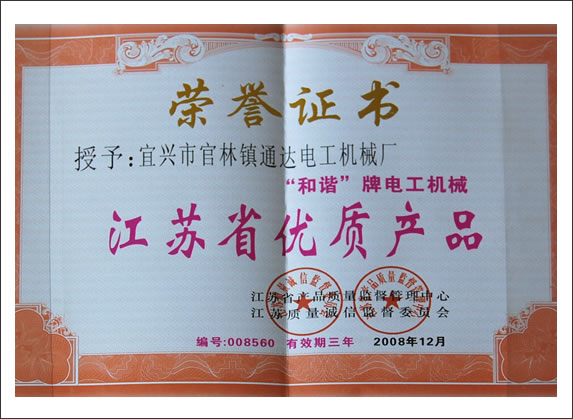 荣誉证书
授予：宜兴市官林镇通达电工机械厂
“和谐”牌电工机械
江苏省优质产品
江苏省产品质量监督管理中心
江苏质量诚信监督委员会
编号:008560 有效期三年 2008年12月